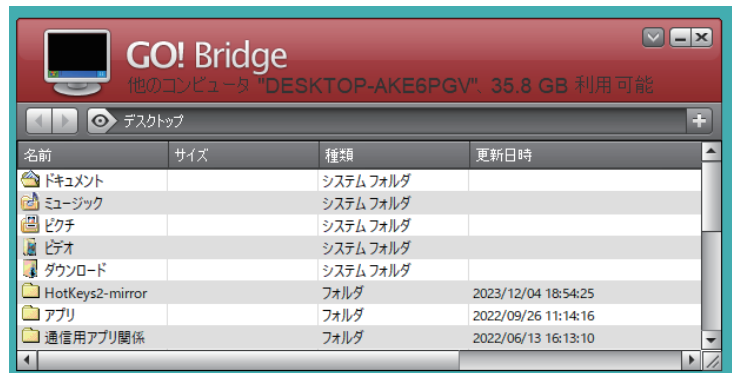 GO! Bridge
他のコンピュータ "DESKTOP-AKE6PGV"、35.8 GB 利用可能
デスクトップ
名前 サイズ 種類 更新日時
ドキュメント システム フォルダ
ミュージック システム フォルダ
ピクチ システム フォルダ
ビデオ システム フォルダ
ダウンロード システム フォルダ
HotKeys2-mirror フォルダ 2023/12/04 18:54:25
アプリ フォルダ 2022/09/26 11:14:16
通信用アプリ関係 フォルダ 2022/06/13 16:13:10